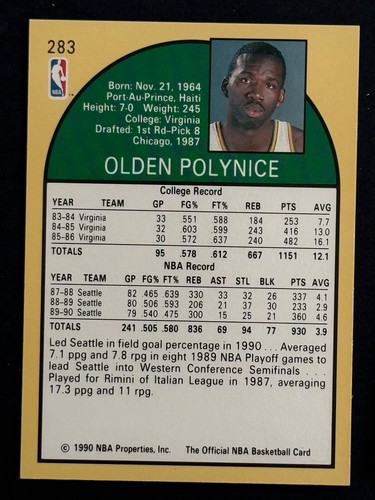 283
NBA
Born: Nov. 21, 1964
Port-Au-Prince, Haiti
Height: 7-0 Weight: 245
College: Virginia
Drafted: 1st Rd-Pick 8
Chicago, 1987
OLDEN POLYNICE
College Record
YEAR TEAM GP FG% FT% REB PTS AVG
83-84 Virginia 33 .551 .588 184 253 7.7
84-85 Virginia 32 .603 .599 243 416 13.0
85-86 Virginia 30 .572 .637 240 482 16.1
TOTALS 95 .578 .612 667 1151 12.1
NBA Record
YEAR TEAM GP FG% FT% REB AST STL BLK PTS AVG
87-88 Seattle 82 .465 .639 330 33 32 26 337 4.1
88-89 Seattle 80 .506 .593 206 21 37 30 233 2.9
89-90 Seattle 79 .540 .475 300 15 25 21 360 4.6
TOTALS 241 .505 .580 836 69 94 77 930 3.9
Led Seattle in field goal percentage in 1990 . . . Averaged
7.1 ppg and 7.8 rpg in eight 1989 NBA Playoff games to
lead Seattle into Western Conference Semifinals . . .
Played for Rimini of Italian League in 1987, averaging
17.3 ppg and 11 rpg.
© 1990 NBA Properties, Inc. The Official NBA Basketball Card